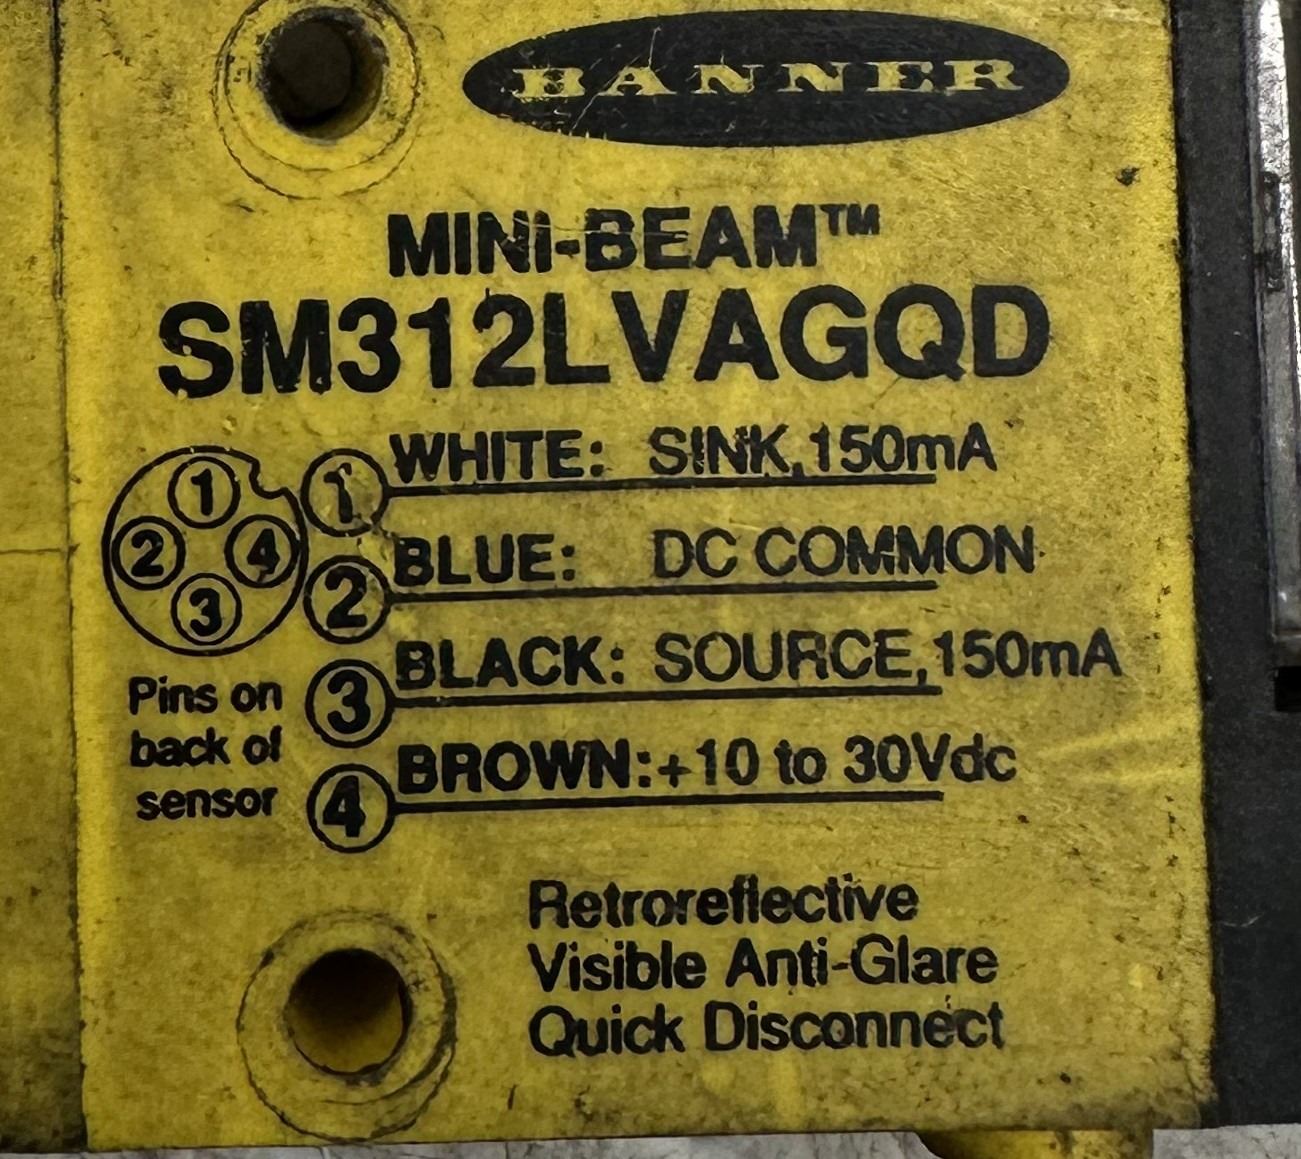 BANNER
MINI-BEAM™
SM312LVAGQD
1 WHITE: SINK, 150mA
2 BLUE: DC COMMON
3 BLACK: SOURCE, 150mA
4 BROWN: +10 to 30Vdc
1
2 4
3
Pins on
back of
sensor
Retroreflective
Visible Anti-Glare
Quick Disconnect